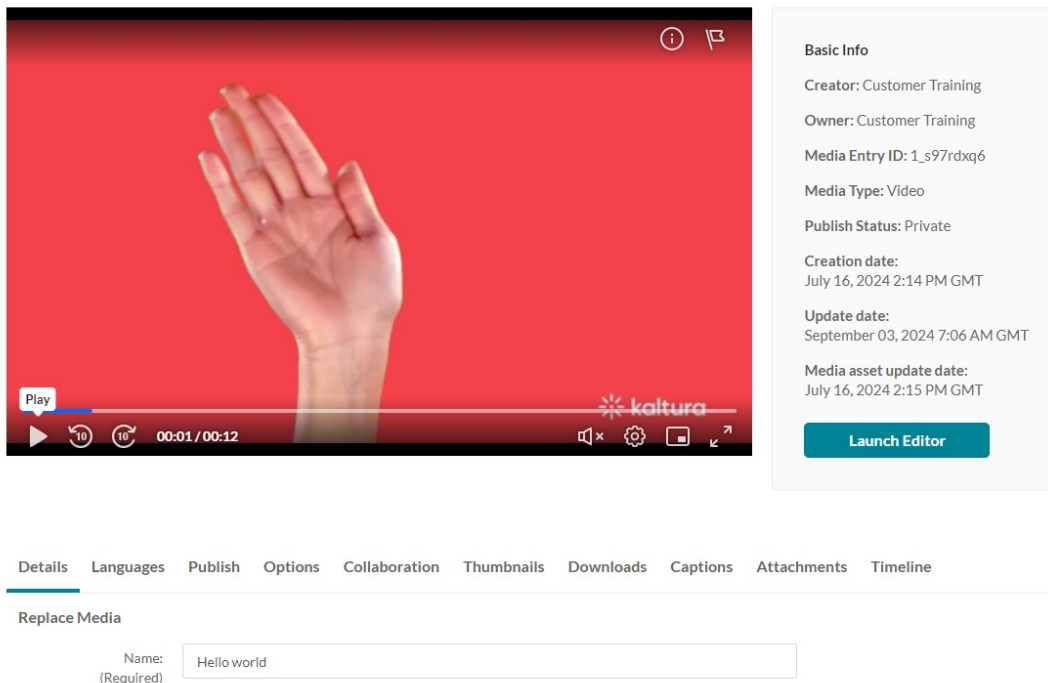 Play
kaltura
10
10
00:01 / 00:12
Basic Info
Creator: Customer Training
Owner: Customer Training
Media Entry ID: 1_s97rdxq6
Media Type: Video
Publish Status: Private
Creation date:
July 16, 2024 2:14 PM GMT
Update date:
September 03, 2024 7:06 AM GMT
Media asset update date:
July 16, 2024 2:15 PM GMT
Launch Editor
Details Languages Publish Options Collaboration Thumbnails Downloads Captions Attachments Timeline
Replace Media
Name: Hello world
(Required)